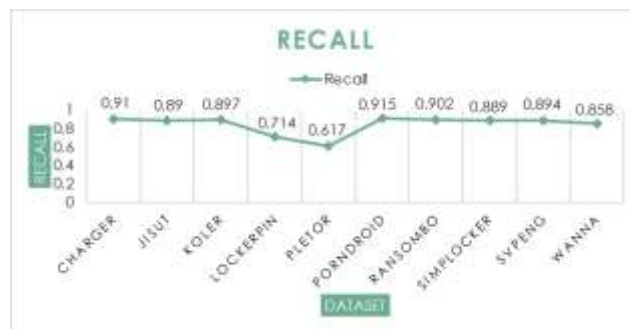 RECALL
Recall
0.91 0.89 0.897 0.714 0.617 0.915 0.902 0.889 0.894 0.858
1
0.8
0.6
0.4
0.2
0
RECALL
CHARGER
JISUT
KOLER
LOCKERPIN
PLETOR
PORNDROID
RANSOMBO
SIMPLOCKER
SVPENG
WANNA
DATASET